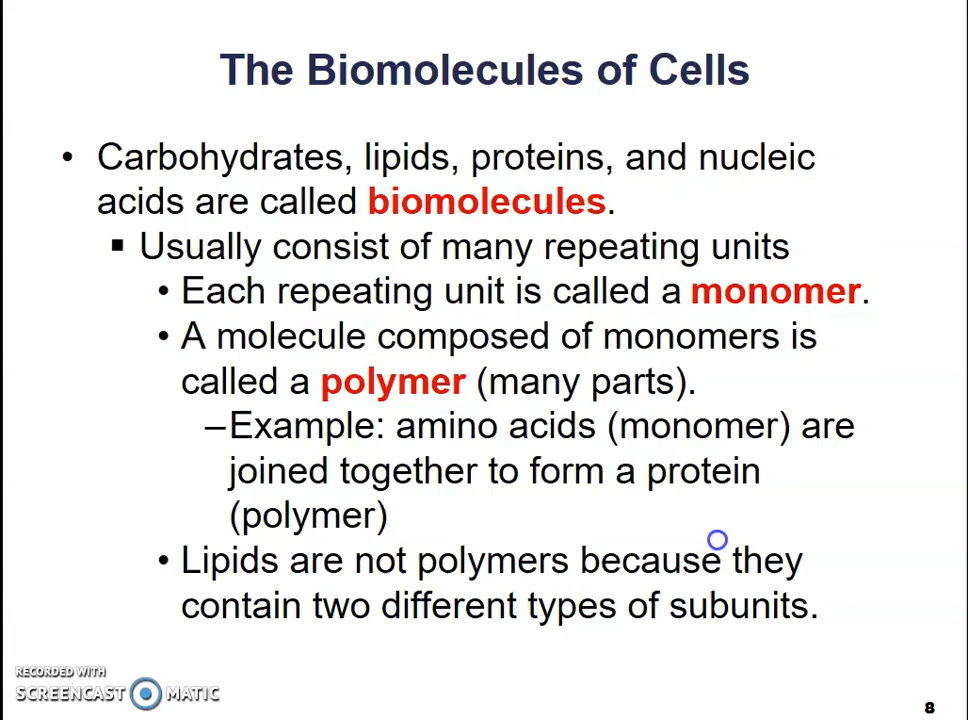 The Biomolecules of Cells
• Carbohydrates, lipids, proteins, and nucleic
acids are called biomolecules.
▪ Usually consist of many repeating units
• Each repeating unit is called a monomer.
• A molecule composed of monomers is
called a polymer (many parts).
–Example: amino acids (monomer) are
joined together to form a protein
(polymer)
• Lipids are not polymers because they
contain two different types of subunits.
RECORDED WITH
SCREENCAST MATIC
8